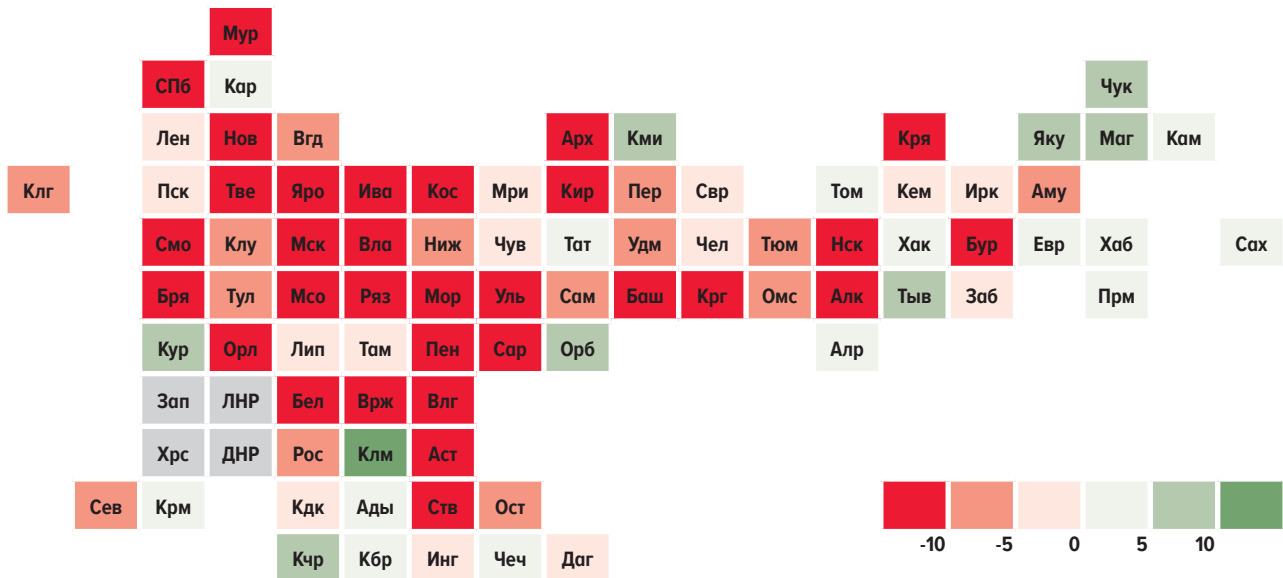 Мур
СПб Кар Чук
Лен Нов Вгд Арх Кми Кря Яку Маг Кам
Клг Пск Тве Яро Ива Кос Мри Кир Пер Свр Том Кем Ирк Аму
Смо Клу Мск Вла Ниж Чув Тат Удм Чел Тюм Нск Хак Бур Евр Хаб Сах
Бря Тул Мсо Ряз Мор Уль Сам Баш Крг Омс Алк Тыв Заб Прм
Кур Орл Лип Там Пен Сар Орб Алр
Зап ЛНР Бел Врж Влг
Хрс ДНР Рос Клм Аст
Сев Крм Кдк Ады Ств Ост
-10 -5 0 5 10
Кчр Кбр Инг Чеч Даг